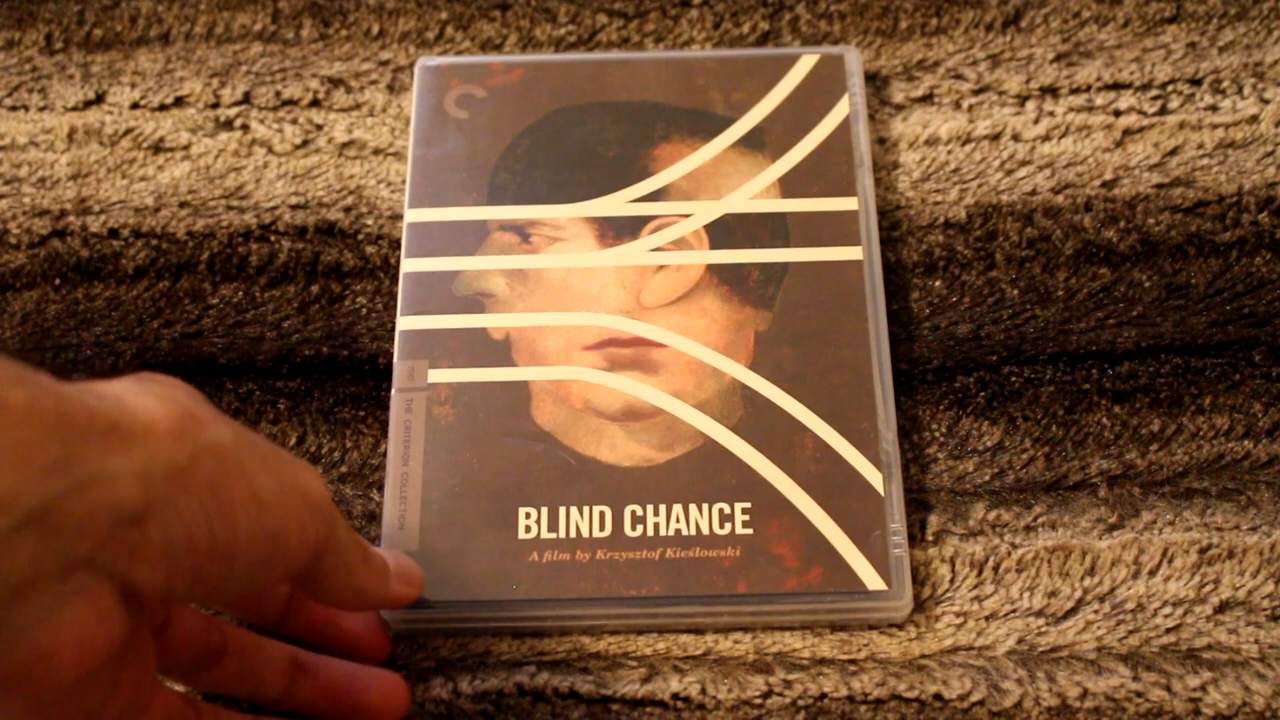 BLIND CHANCE
A film by Krzysztof Kieślowski
THE CRITERION COLLECTION